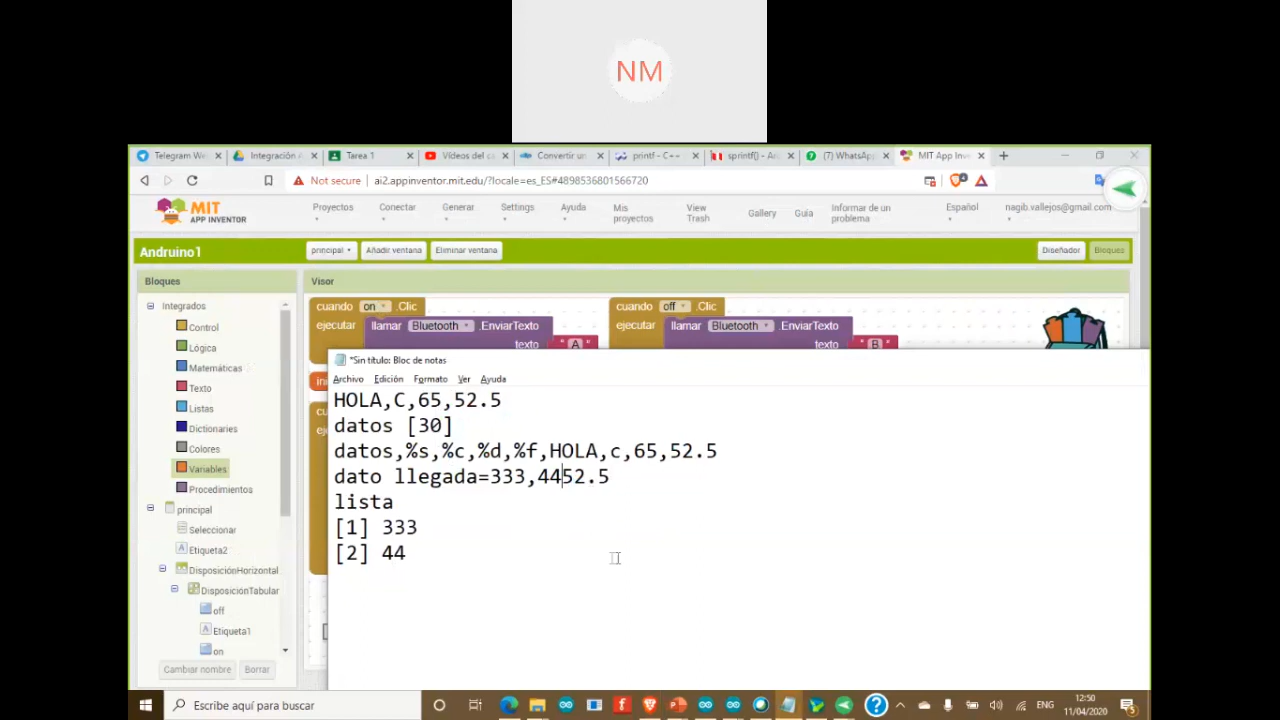 NM
Telegram We
Integración A
Tarea 1
Vídeos del c
Convertir un
printf - C++
sprintf() - Ar
(7) WhatsApp
MIT App Inve
Not secure
ai2.appinventor.mit.edu/?locale=es_ES#4898536801566720
MIT
APP INVENTOR
Proyectos
Conectar
Generar
Settings
Ayuda
Mis proyectos
View Trash
Gallery
Guia
Informar de un problema
Español
nagib.vallejos@gmail.com
Andruino1
principal
Añadir ventana
Eliminar ventana
Diseñador
Bloques
Bloques
Visor
Integrados
Control
Lógica
Matemáticas
Texto
Listas
Dictionaries
Colores
Variables
Procedimientos
principal
Seleccionar
Etiqueta2
DisposiciónHorizontal
DisposiciónTabular
off
Etiqueta1
on
Cambiar nombre
Borrar
cuando on .Clic
ejecutar llamar Bluetooth .EnviarTexto
texto "A"
cuando off .Clic
ejecutar llamar Bluetooth .EnviarTexto
texto "B"
*Sin título: Bloc de notas
Archivo Edición Formato Ver Ayuda
HOLA,C,65,52.5
datos [30]
datos,%s,%c,%d,%f,HOLA,c,65,52.5
dato llegada=333,4452.5
lista
[1] 333
[2] 44
Escribe aquí para buscar
ENG
12:50
11/04/2020